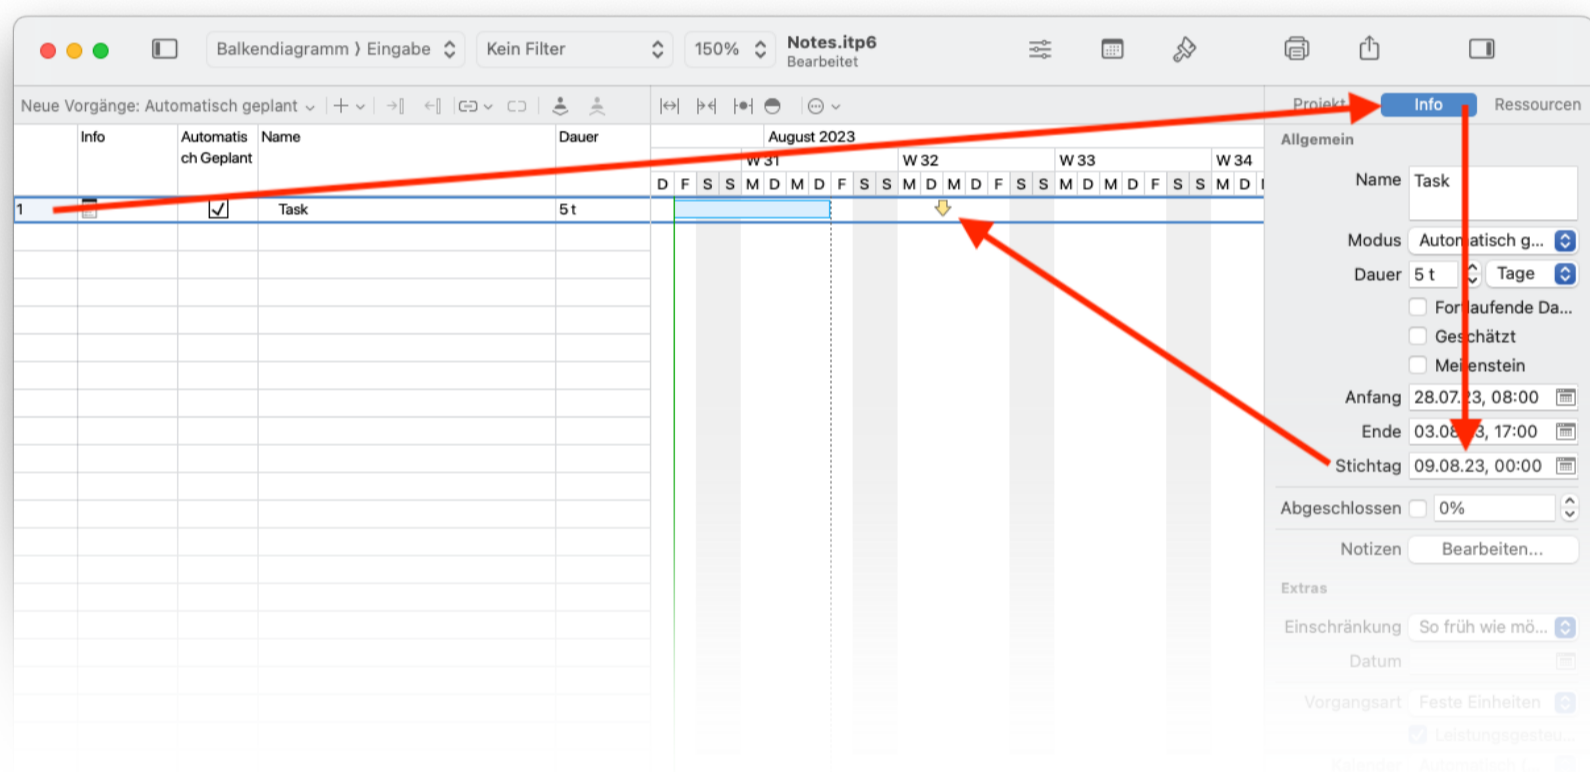 Balkendiagramm ⟩ Eingabe
Kein Filter
150%
Notes.itp6
Bearbeitet
Neue Vorgänge: Automatisch geplant
Projekt
Info
Ressourcen
Info
Automatis
ch Geplant
Name
Dauer
August 2023
W 31
W 32
W 33
W 34
D F S S M D M D F S S M D M D F S S M D M D F S S M D
1
Task
5 t
Allgemein
Name Task
Modus Automatisch g...
Dauer 5 t Tage
Fortlaufende Da...
Geschätzt
Meilenstein
Anfang 28.07.23, 08:00
Ende 03.08.23, 17:00
Stichtag 09.08.23, 00:00
Abgeschlossen 0%
Notizen Bearbeiten...
Extras
Einschränkung So früh wie mö...
Datum
Vorgangsart Feste Einheiten
Leistungsgesteu...
Kalender